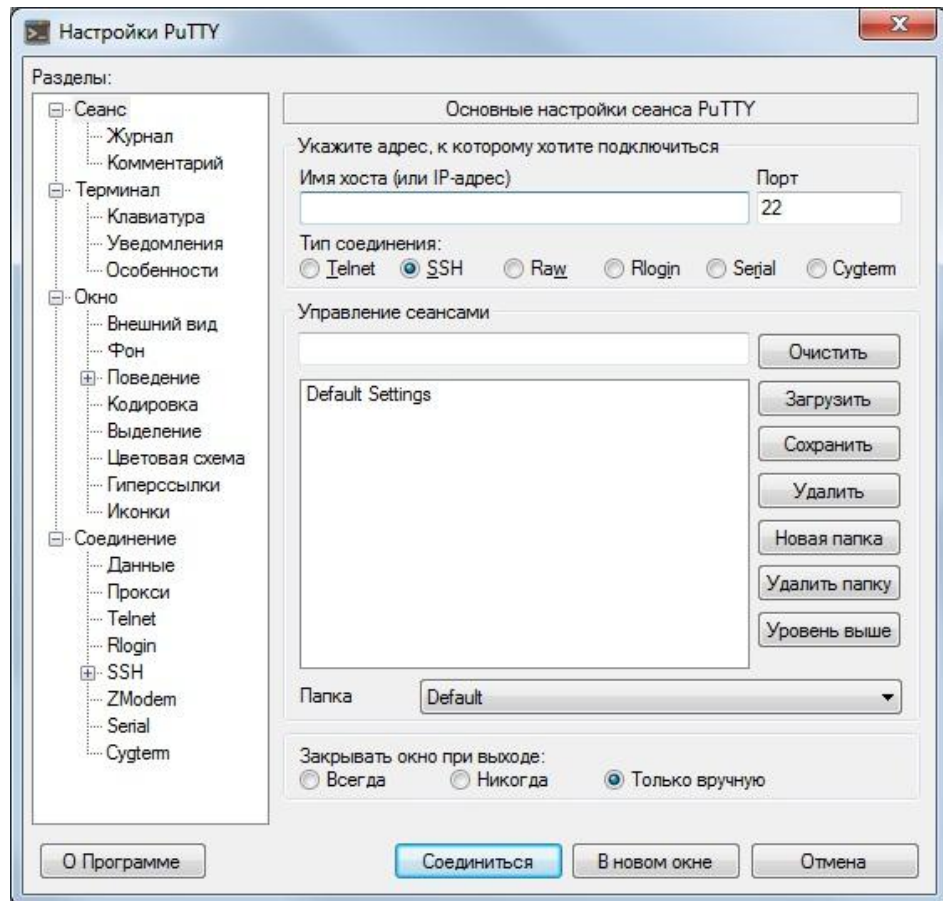 Настройки PuTTY
Разделы:
Сеанс
Журнал
Комментарий
Терминал
Клавиатура
Уведомления
Особенности
Окно
Внешний вид
Фон
Поведение
Кодировка
Выделение
Цветовая схема
Гиперссылки
Иконки
Соединение
Данные
Прокси
Telnet
Rlogin
SSH
ZModem
Serial
Cygterm
Основные настройки сеанса PuTTY
Укажите адрес, к которому хотите подключиться
Имя хоста (или IP-адрес) Порт
22
Тип соединения:
Telnet SSH Raw Rlogin Serial Cygterm
Управление сеансами
Очистить
Default Settings
Загрузить
Сохранить
Удалить
Новая папка
Удалить папку
Уровень выше
Папка Default
Закрывать окно при выходе:
Всегда Никогда Только вручную
О Программе Соединиться В новом окне Отмена